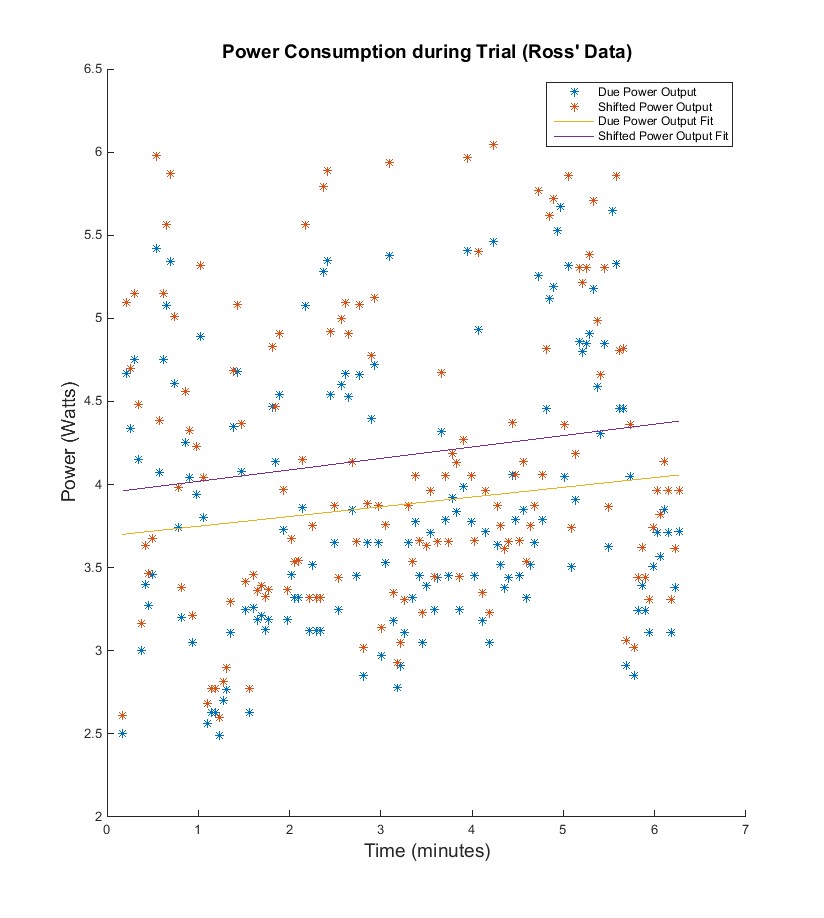 Power Consumption during Trial (Ross' Data)
6.5
6
5.5
5
4.5
4
3.5
3
2.5
2
Power (Watts)
Due Power Output
Shifted Power Output
Due Power Output Fit
Shifted Power Output Fit
0 1 2 3 4 5 6 7
Time (minutes)